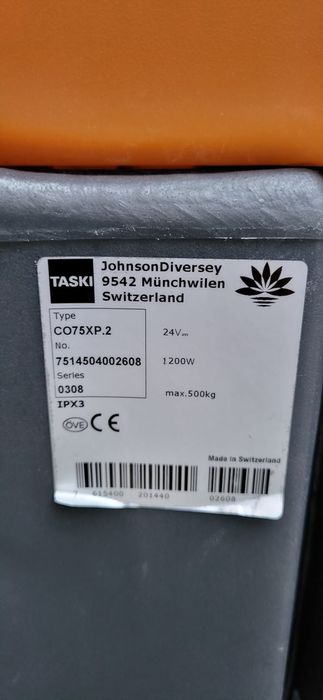 TASKI
JohnsonDiversey
9542 Münchwilen
Switzerland
Type
CO75XP.2
24V
No.
7514504002608
1200W
Series
0308
max.500kg
IPX3
ÖVE CE
Made in Switzerland
7 615400 201440 02608